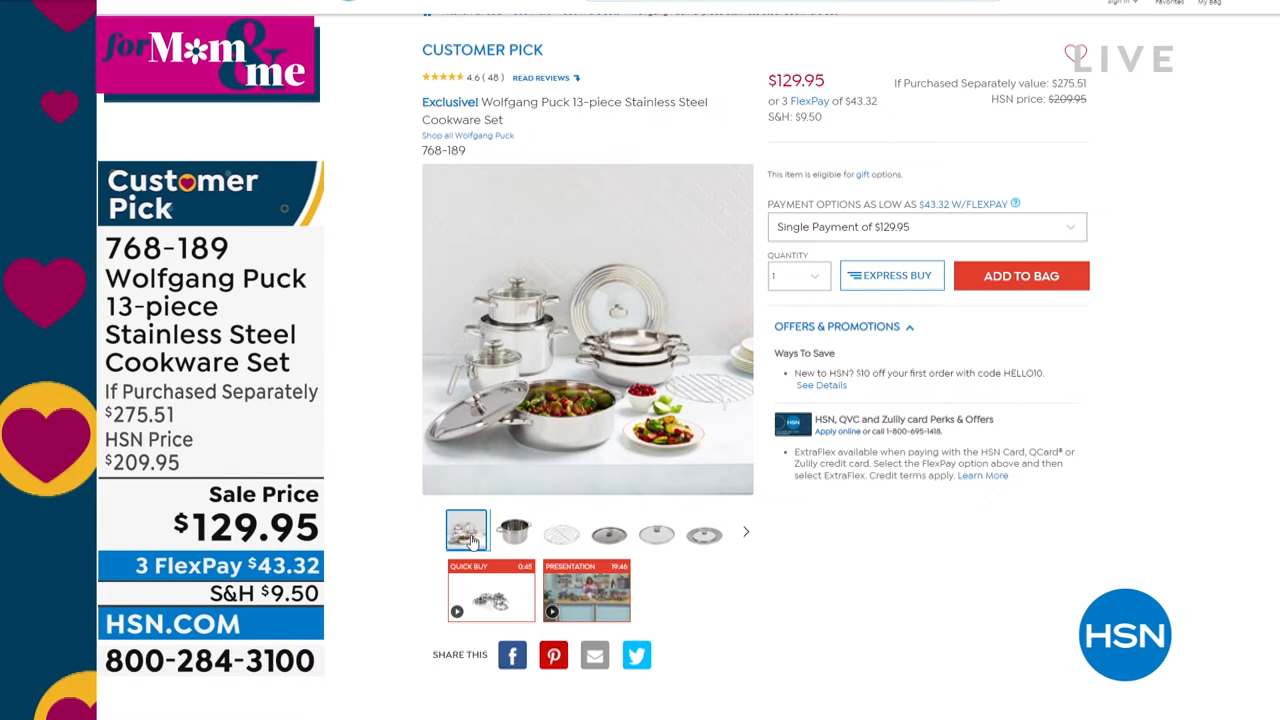 for Mom
& me
Customer
Pick
768-189
Wolfgang Puck
13-piece
Stainless Steel
Cookware Set
If Purchased Separately
$275.51
HSN Price
$209.95
Sale Price
$129.95
3 FlexPay $43.32
S&H $9.50
HSN.COM
800-284-3100
Sign In
Favorites
My Bag
CUSTOMER PICK
4.6 ( 48 ) READ REVIEWS
Exclusive! Wolfgang Puck 13-piece Stainless Steel
Cookware Set
Shop all Wolfgang Puck
768-189
LIVE
$129.95
or 3 FlexPay of $43.32
S&H: $9.50
If Purchased Separately value: $275.51
HSN price: $209.95
This item is eligible for gift options.
PAYMENT OPTIONS AS LOW AS $43.32 W/FLEXPAY
Single Payment of $129.95
QUANTITY
1
EXPRESS BUY
ADD TO BAG
OFFERS & PROMOTIONS
Ways To Save
New to HSN? $10 off your first order with code HELLO10.
See Details
HSN
HSN, QVC and Zulily card Perks & Offers
Apply online or call 1-800-695-1418.
ExtraFlex available when paying with the HSN Card, QCard® or
Zulily credit card. Select the FlexPay option above and then
select ExtraFlex. Credit terms apply. Learn More
QUICK BUY 0:45
PRESENTATION 19:46
SHARE THIS
HSN